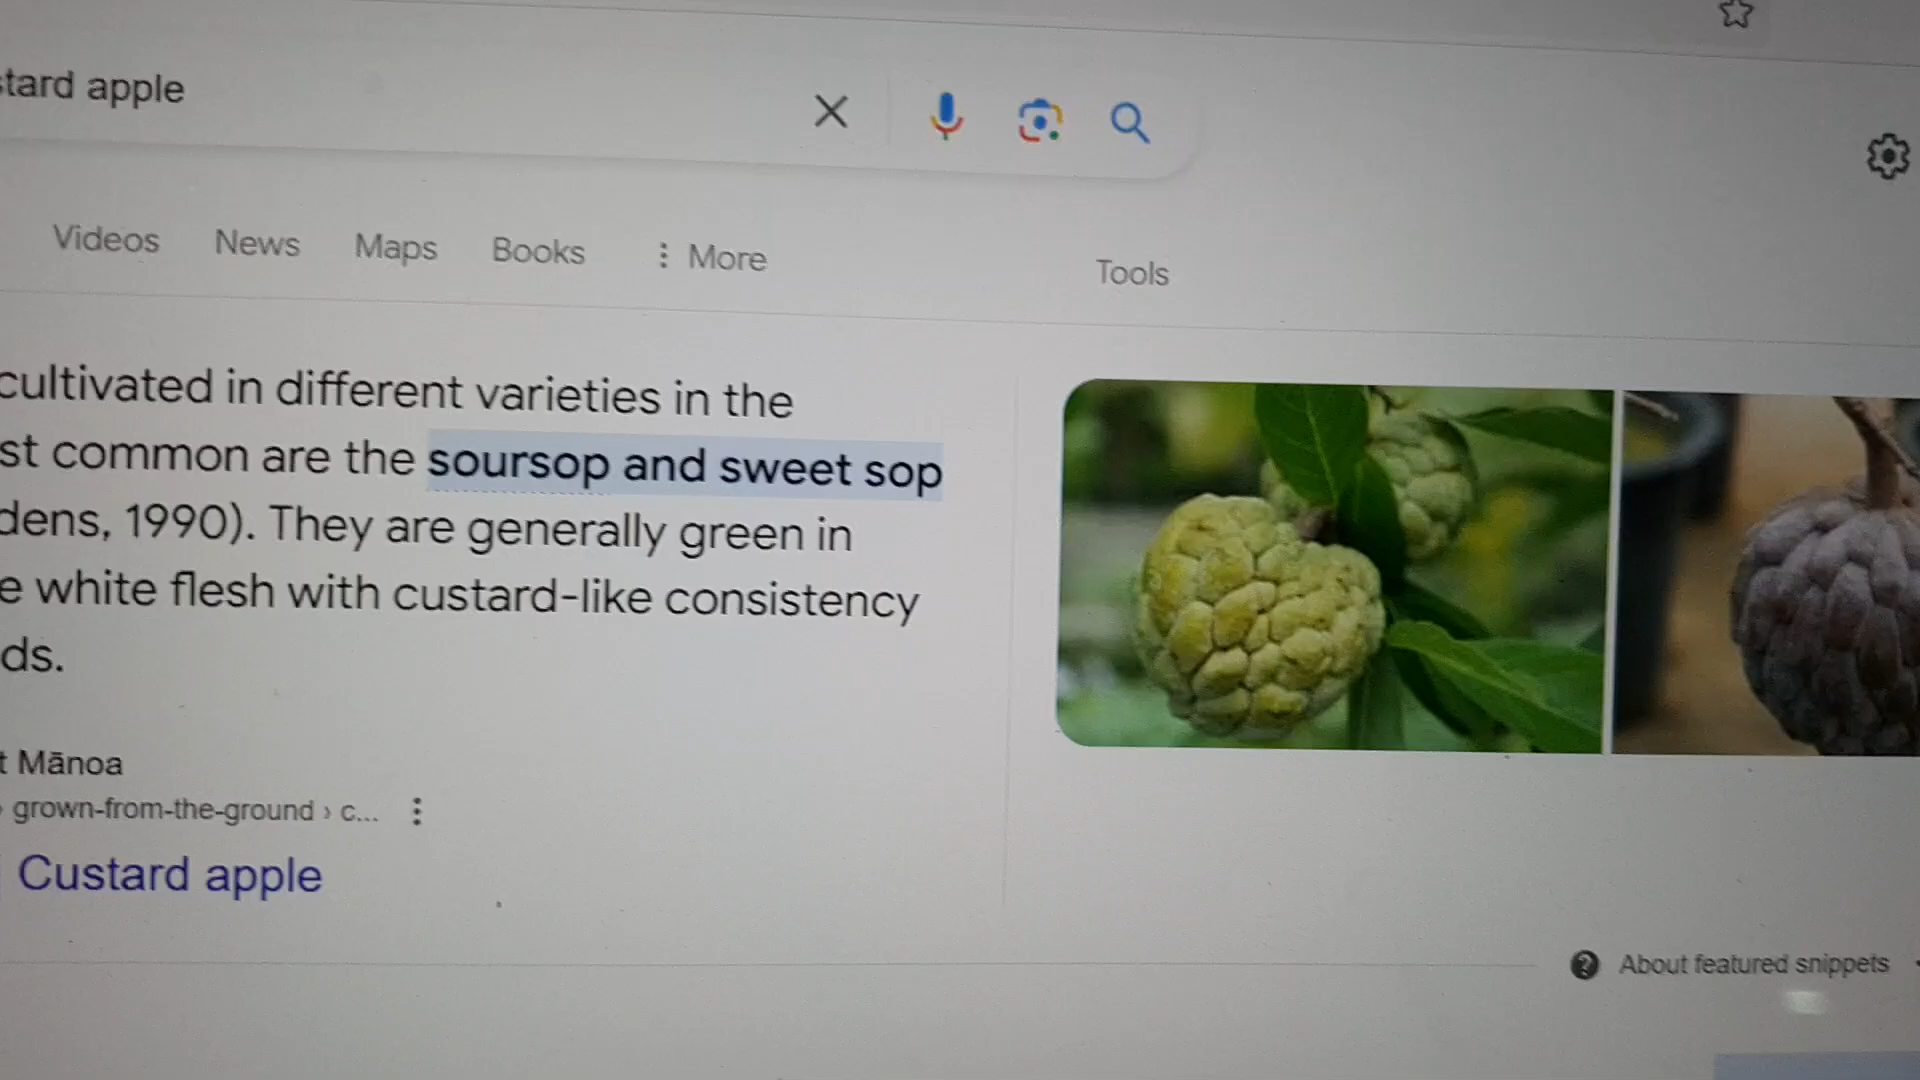 tard apple
Videos News Maps Books More Tools
cultivated in different varieties in the
st common are the soursop and sweet sop
dens, 1990). They are generally green in
e white flesh with custard-like consistency
ds.
t Mānoa
grown-from-the-ground › c...
Custard apple
About featured snippets